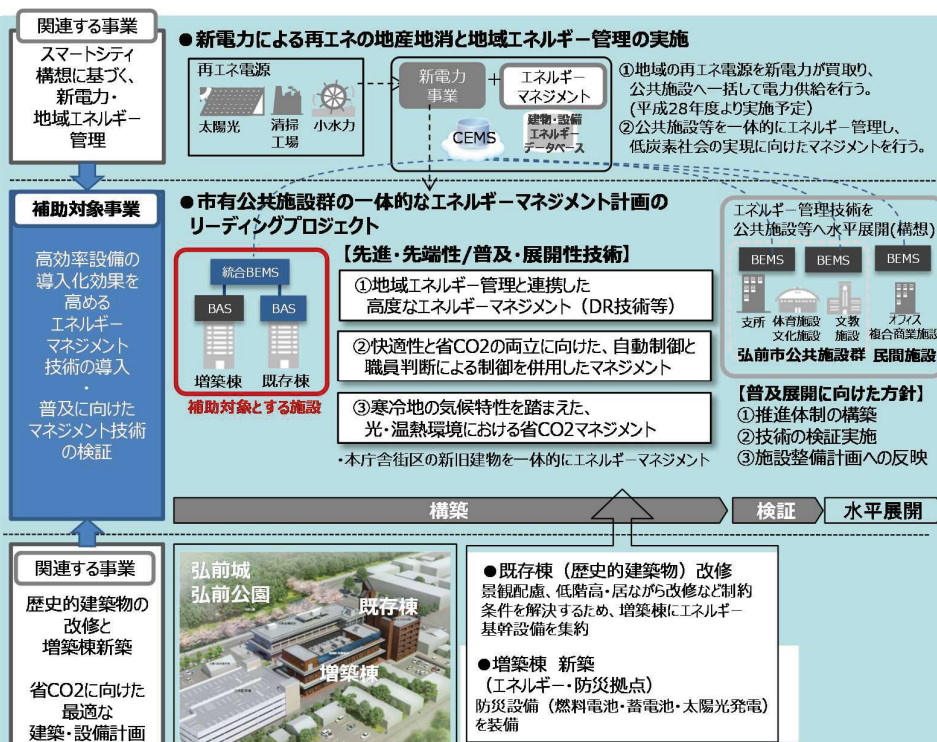 関連する事業
スマートシティ
構想に基づく、
新電力・
地域エネルギー
管理
●新電力による再エネの地産地消と地域エネルギー管理の実施
再エネ電源
太陽光
清掃
工場
小水力
新電力
事業
+
エネルギー
マネジメント
CEMS
建物・設備
エネルギー
データベース
①地域の再エネ電源を新電力が買取り、
公共施設へ一括して電力供給を行う。
(平成28年度より実施予定)
②公共施設等を一体的にエネルギー管理し、
低炭素社会の実現に向けたマネジメントを行う。
補助対象事業
高効率設備の
導入化効果を
高める
エネルギー
マネジメント
技術の導入
・
普及に向けた
マネジメント技術
の検証
●市有公共施設群の一体的なエネルギーマネジメント計画の
リーディングプロジェクト
統合BEMS
BAS
BAS
増築棟
既存棟
補助対象とする施設
【先進・先端性/普及・展開性技術】
①地域エネルギー管理と連携した
高度なエネルギーマネジメント（DR技術等）
②快適性と省CO2の両立に向けた、自動制御と
職員判断による制御を併用したマネジメント
③寒冷地の気候特性を踏まえた、
光・温熱環境における省CO2マネジメント
・本庁舎街区の新旧建物を一体的にエネルギーマネジメント
エネルギー管理技術を
公共施設等へ水平展開(構想)
BEMS
BEMS
BEMS
支所
体育施設
文化施設
文教
施設
オフィス
複合商業施設
弘前市公共施設群
民間施設
【普及展開に向けた方針】
①推進体制の構築
②技術の検証実施
③施設整備計画への反映
構築
検証
水平展開
関連する事業
歴史的建築物の
改修と
増築棟新築
省CO2に向けた
最適な
建築・設備計画
弘前城
弘前公園
既存棟
増築棟
●既存棟（歴史的建築物）改修
景観配慮、低階高・居ながら改修など制約
条件を解決するため、増築棟にエネルギー
基幹設備を集約
●増築棟 新築
（エネルギー・防災拠点）
防災設備（燃料電池・蓄電池・太陽光発電）
を装備